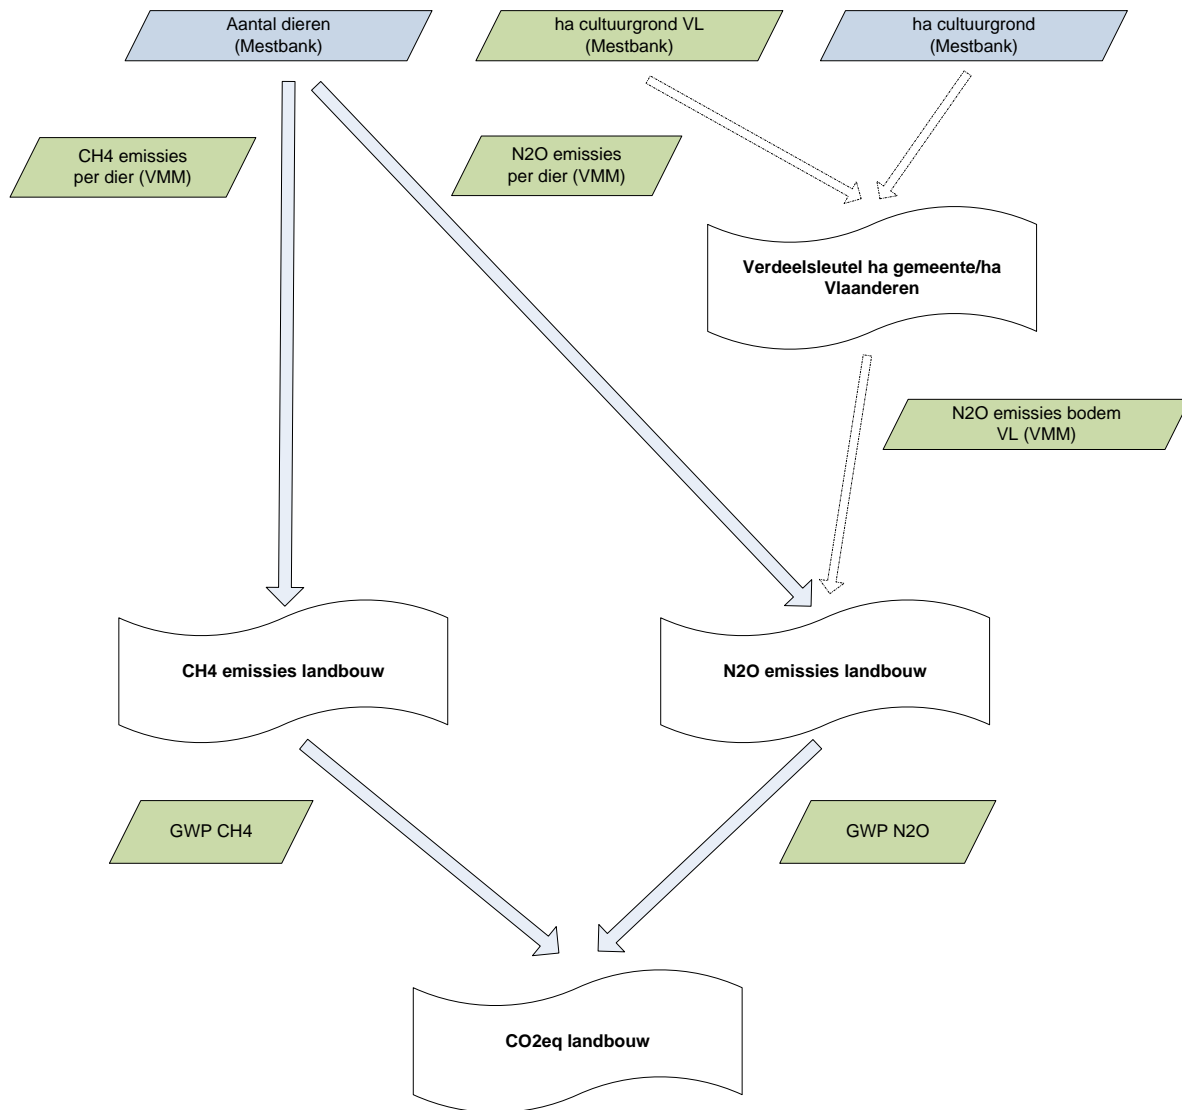 Aantal dieren
(Mestbank)
ha cultuurgrond VL
(Mestbank)
ha cultuurgrond
(Mestbank)
CH4 emissies
per dier (VMM)
N2O emissies
per dier (VMM)
Verdeelsleutel ha gemeente/ha
Vlaanderen
N2O emissies bodem
VL (VMM)
CH4 emissies landbouw
N2O emissies landbouw
GWP CH4
GWP N2O
CO2eq landbouw